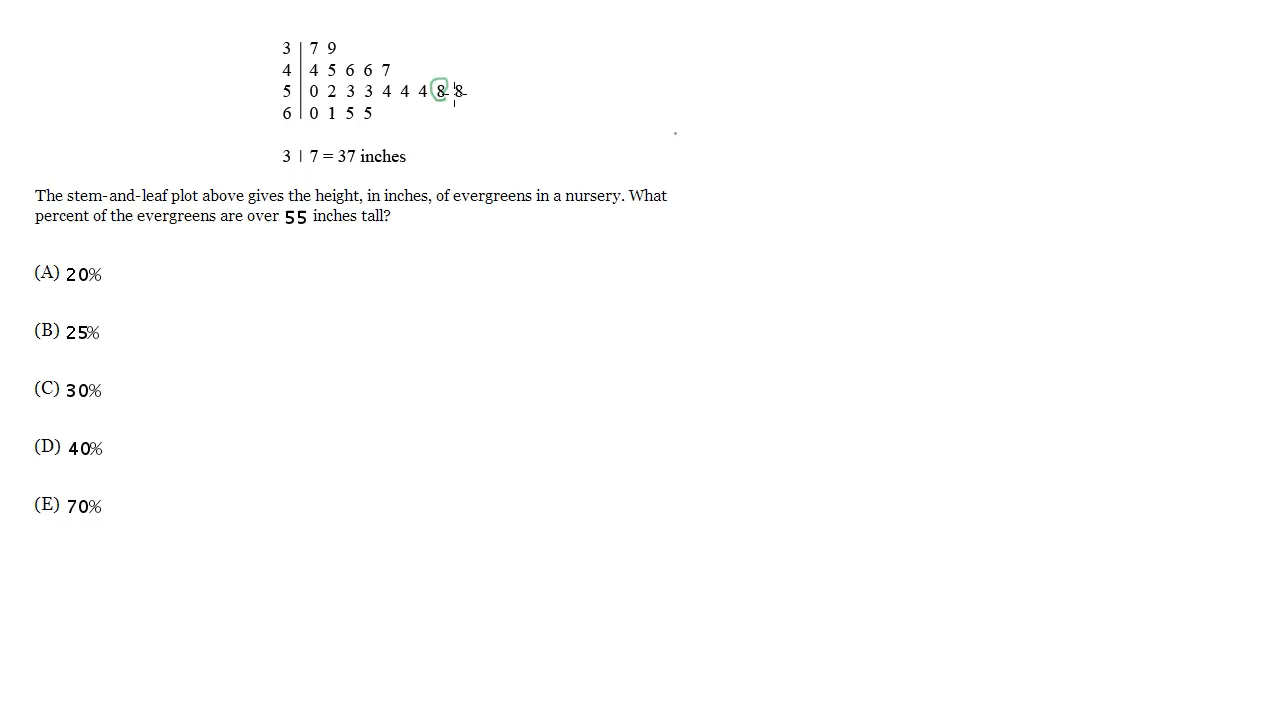 3 | 7 9
4 | 4 5 6 6 7
5 | 0 2 3 3 4 4 4 8 8
6 | 0 1 5 5
3 | 7 = 37 inches
The stem-and-leaf plot above gives the height, in inches, of evergreens in a nursery. What
percent of the evergreens are over 55 inches tall?
(A) 20%
(B) 25%
(C) 30%
(D) 40%
(E) 70%